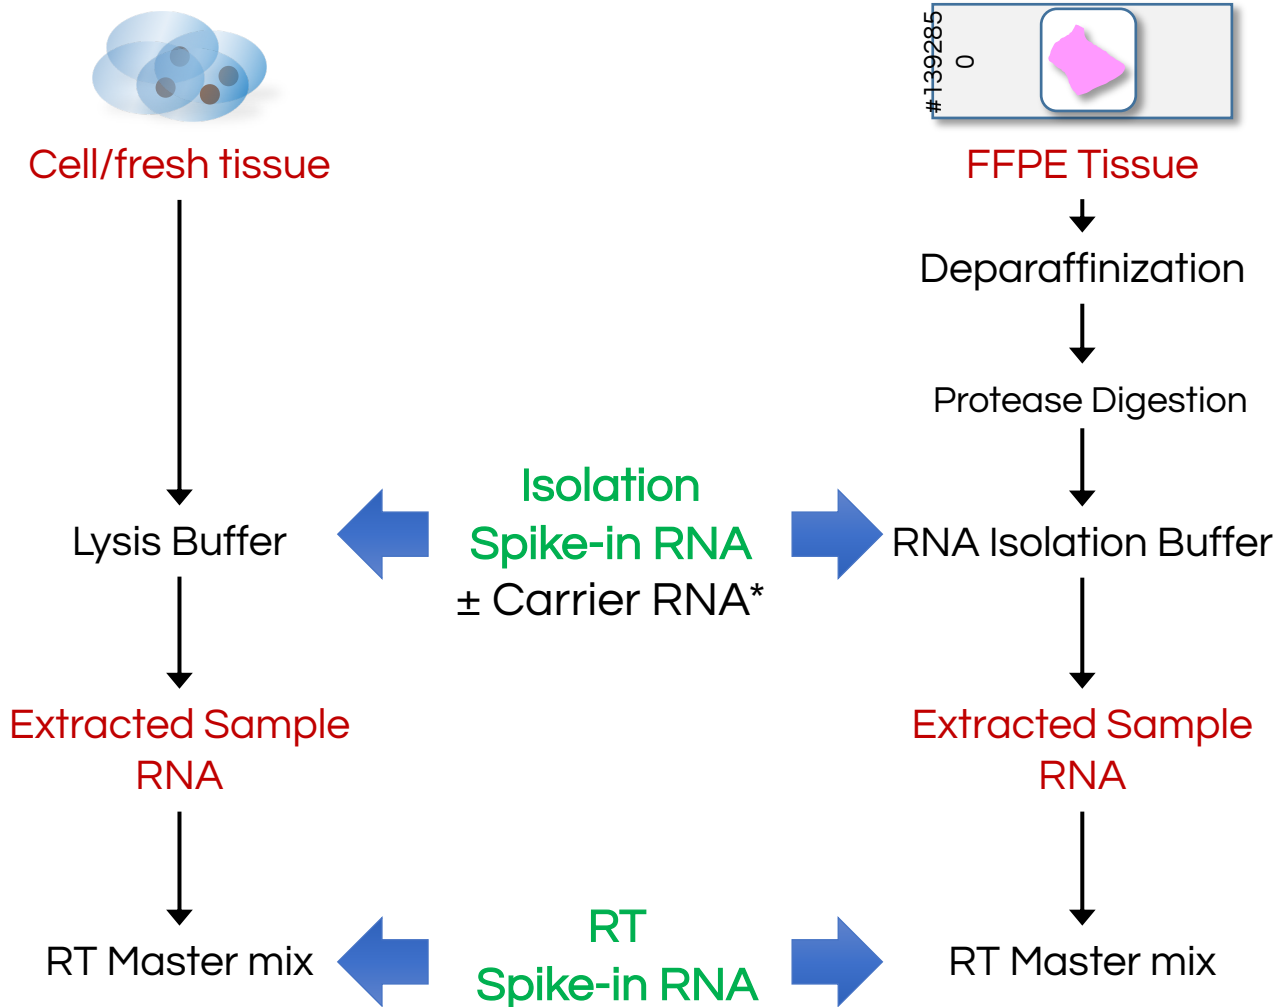 #139285
0
Cell/fresh tissue
FFPE Tissue
Deparaffinization
Protease Digestion
Isolation
Spike-in RNA
± Carrier RNA*
Lysis Buffer
RNA Isolation Buffer
Extracted Sample
RNA
Extracted Sample
RNA
RT
Spike-in RNA
RT Master mix
RT Master mix